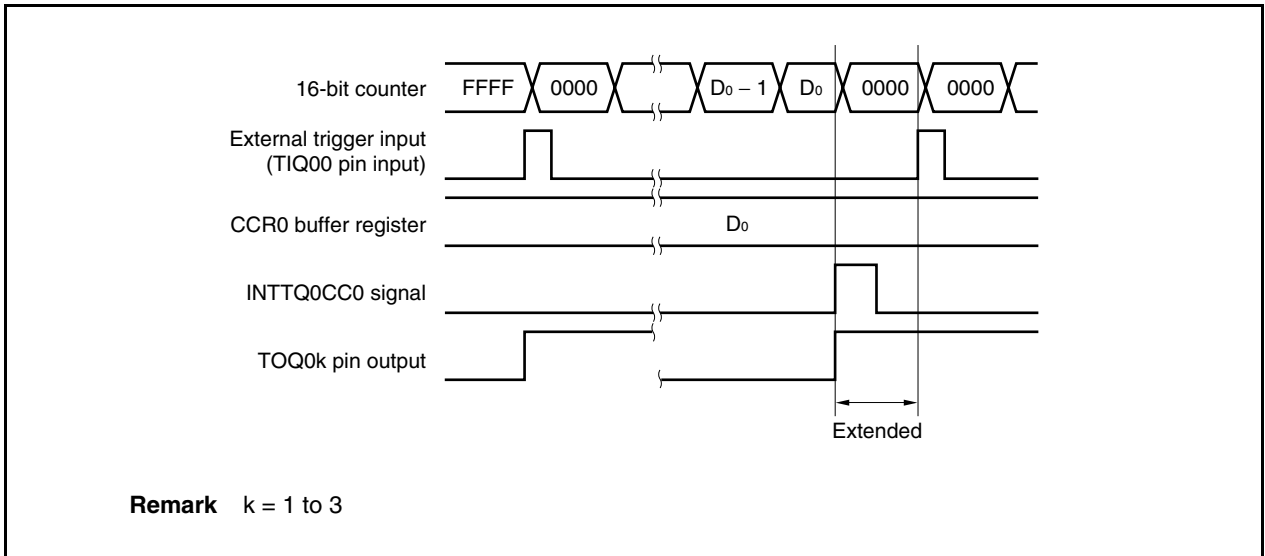 16-bit counter FFFF 0000 D0 − 1 D0 0000 0000
External trigger input
(TIQ00 pin input)
CCR0 buffer register D0
INTTQ0CC0 signal
TOQ0k pin output
Extended
Remark k = 1 to 3